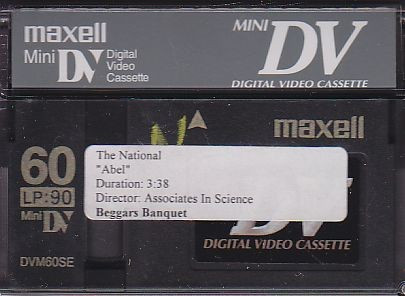 maxell
Mini DV Digital Video Cassette
MINI
DV
DIGITAL VIDEO CASSETTE
60
LP:90
Mini DV
DVM60SE
maxell
The National
"Abel"
Duration: 3:38
Director: Associates In Science
Beggars Banquet
DV
DIGITAL VIDEO CASSETTE